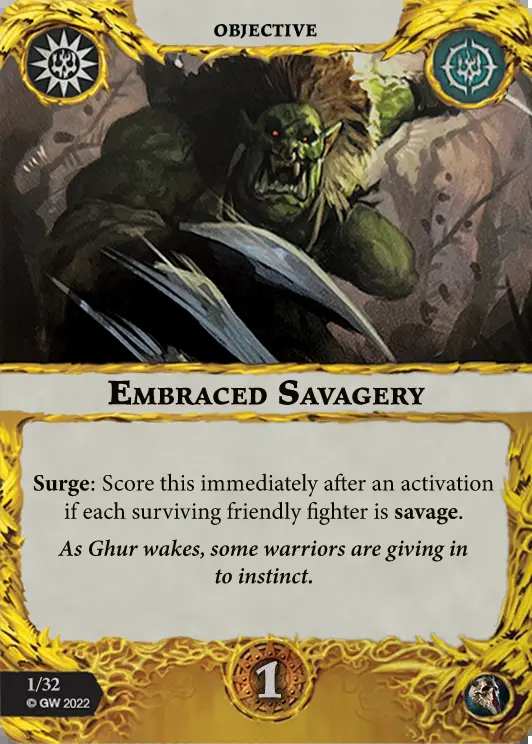 OBJECTIVE
EMBRACED SAVAGERY
Surge: Score this immediately after an activation
if each surviving friendly fighter is savage.
As Ghur wakes, some warriors are giving in
to instinct.
1
1/32
© GW 2022